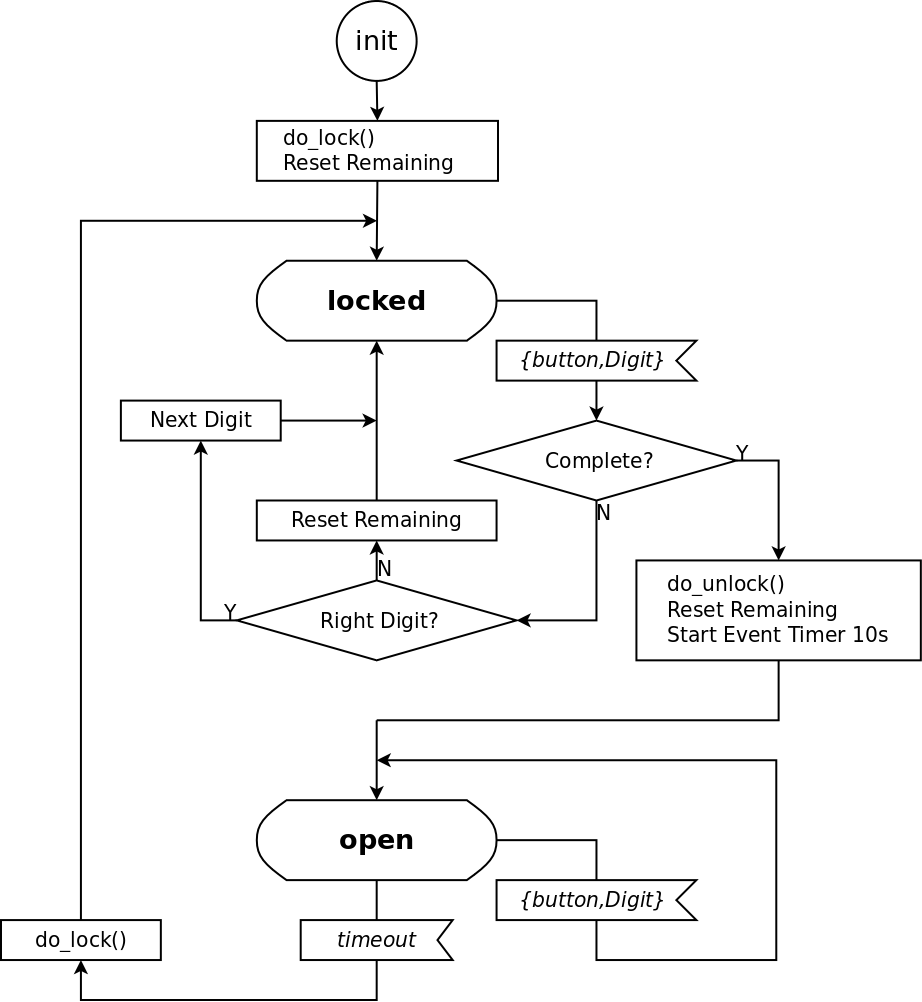 init
do_lock()
Reset Remaining
locked
{button,Digit}
Next Digit
Complete?
Y
N
Reset Remaining
N
Y
Right Digit?
do_unlock()
Reset Remaining
Start Event Timer 10s
open
{button,Digit}
timeout
do_lock()